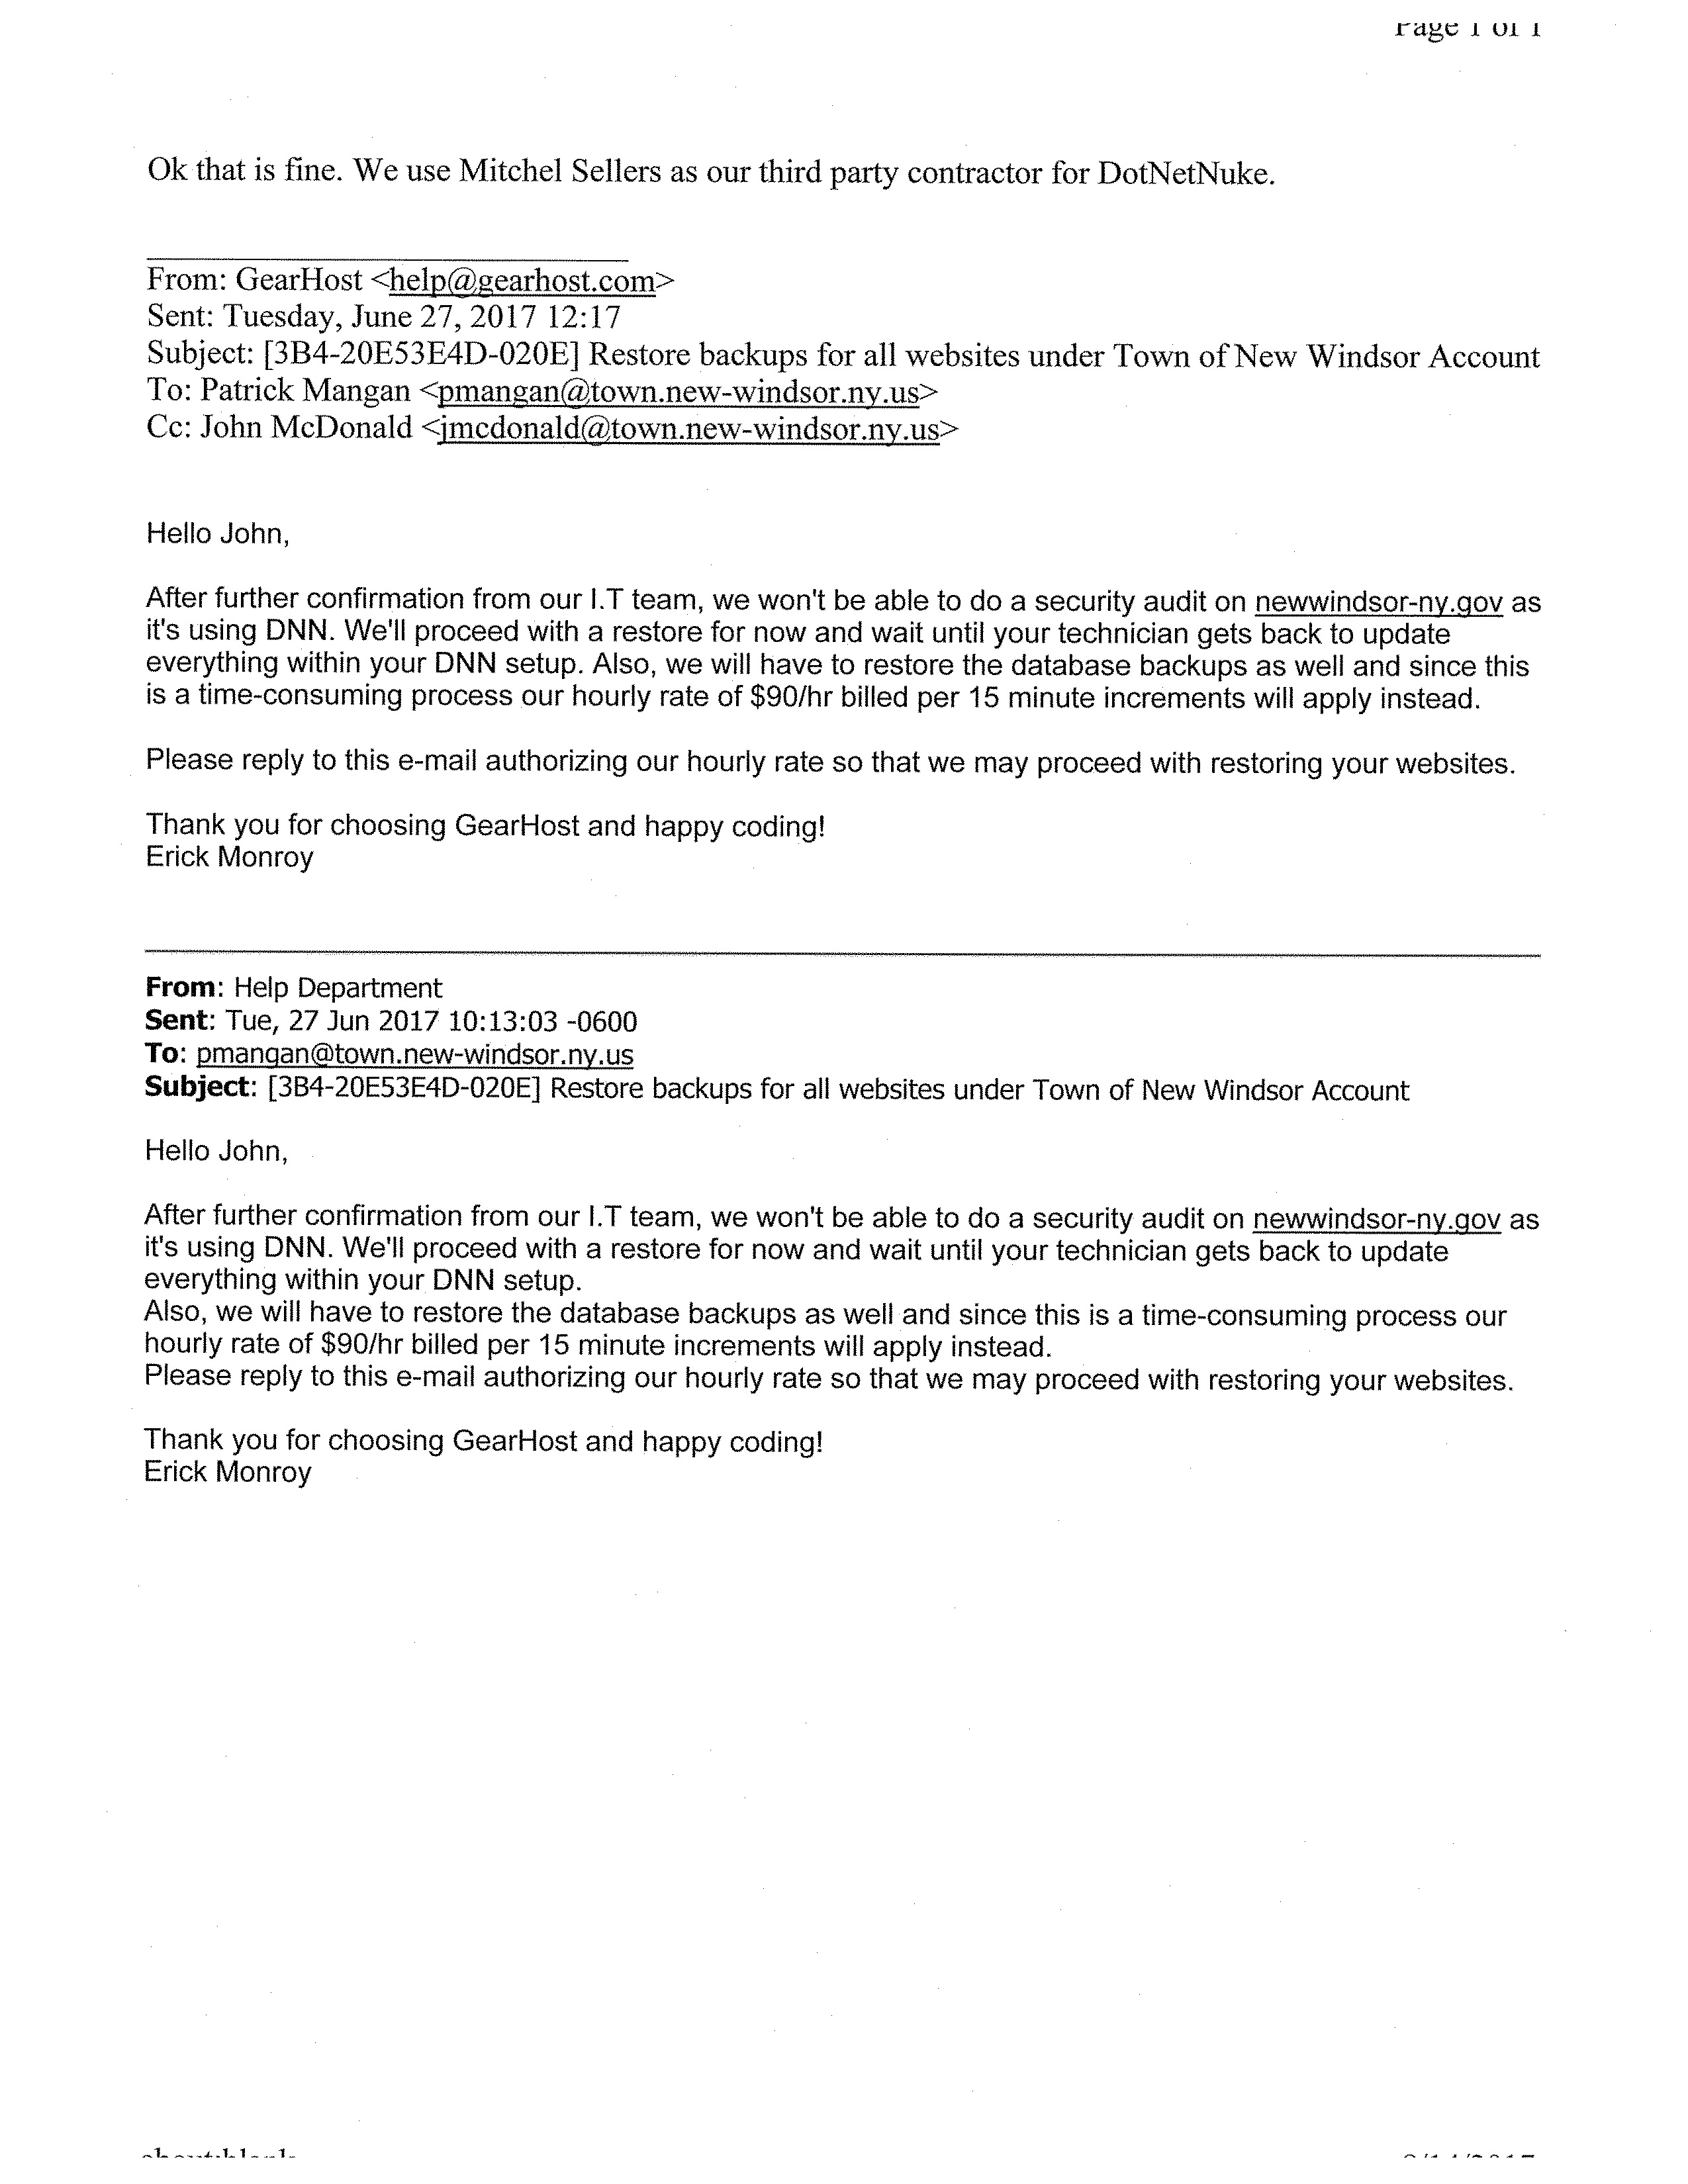 Page 1 of 1
Ok that is fine. We use Mitchel Sellers as our third party contractor for DotNetNuke.
From: GearHost <help@gearhost.com>
Sent: Tuesday, June 27, 2017 12:17
Subject: [3B4-20E53E4D-020E] Restore backups for all websites under Town of New Windsor Account
To: Patrick Mangan <pmangan@town.new-windsor.ny.us>
Cc: John McDonald <jmcdonald@town.new-windsor.ny.us>
Hello John,
After further confirmation from our I.T team, we won't be able to do a security audit on newwindsor-ny.gov as
it's using DNN. We'll proceed with a restore for now and wait until your technician gets back to update
everything within your DNN setup. Also, we will have to restore the database backups as well and since this
is a time-consuming process our hourly rate of $90/hr billed per 15 minute increments will apply instead.
Please reply to this e-mail authorizing our hourly rate so that we may proceed with restoring your websites.
Thank you for choosing GearHost and happy coding!
Erick Monroy
From: Help Department
Sent: Tue, 27 Jun 2017 10:13:03 -0600
To: pmangan@town.new-windsor.ny.us
Subject: [3B4-20E53E4D-020E] Restore backups for all websites under Town of New Windsor Account
Hello John,
After further confirmation from our I.T team, we won't be able to do a security audit on newwindsor-ny.gov as
it's using DNN. We'll proceed with a restore for now and wait until your technician gets back to update
everything within your DNN setup.
Also, we will have to restore the database backups as well and since this is a time-consuming process our
hourly rate of $90/hr billed per 15 minute increments will apply instead.
Please reply to this e-mail authorizing our hourly rate so that we may proceed with restoring your websites.
Thank you for choosing GearHost and happy coding!
Erick Monroy
about:blank